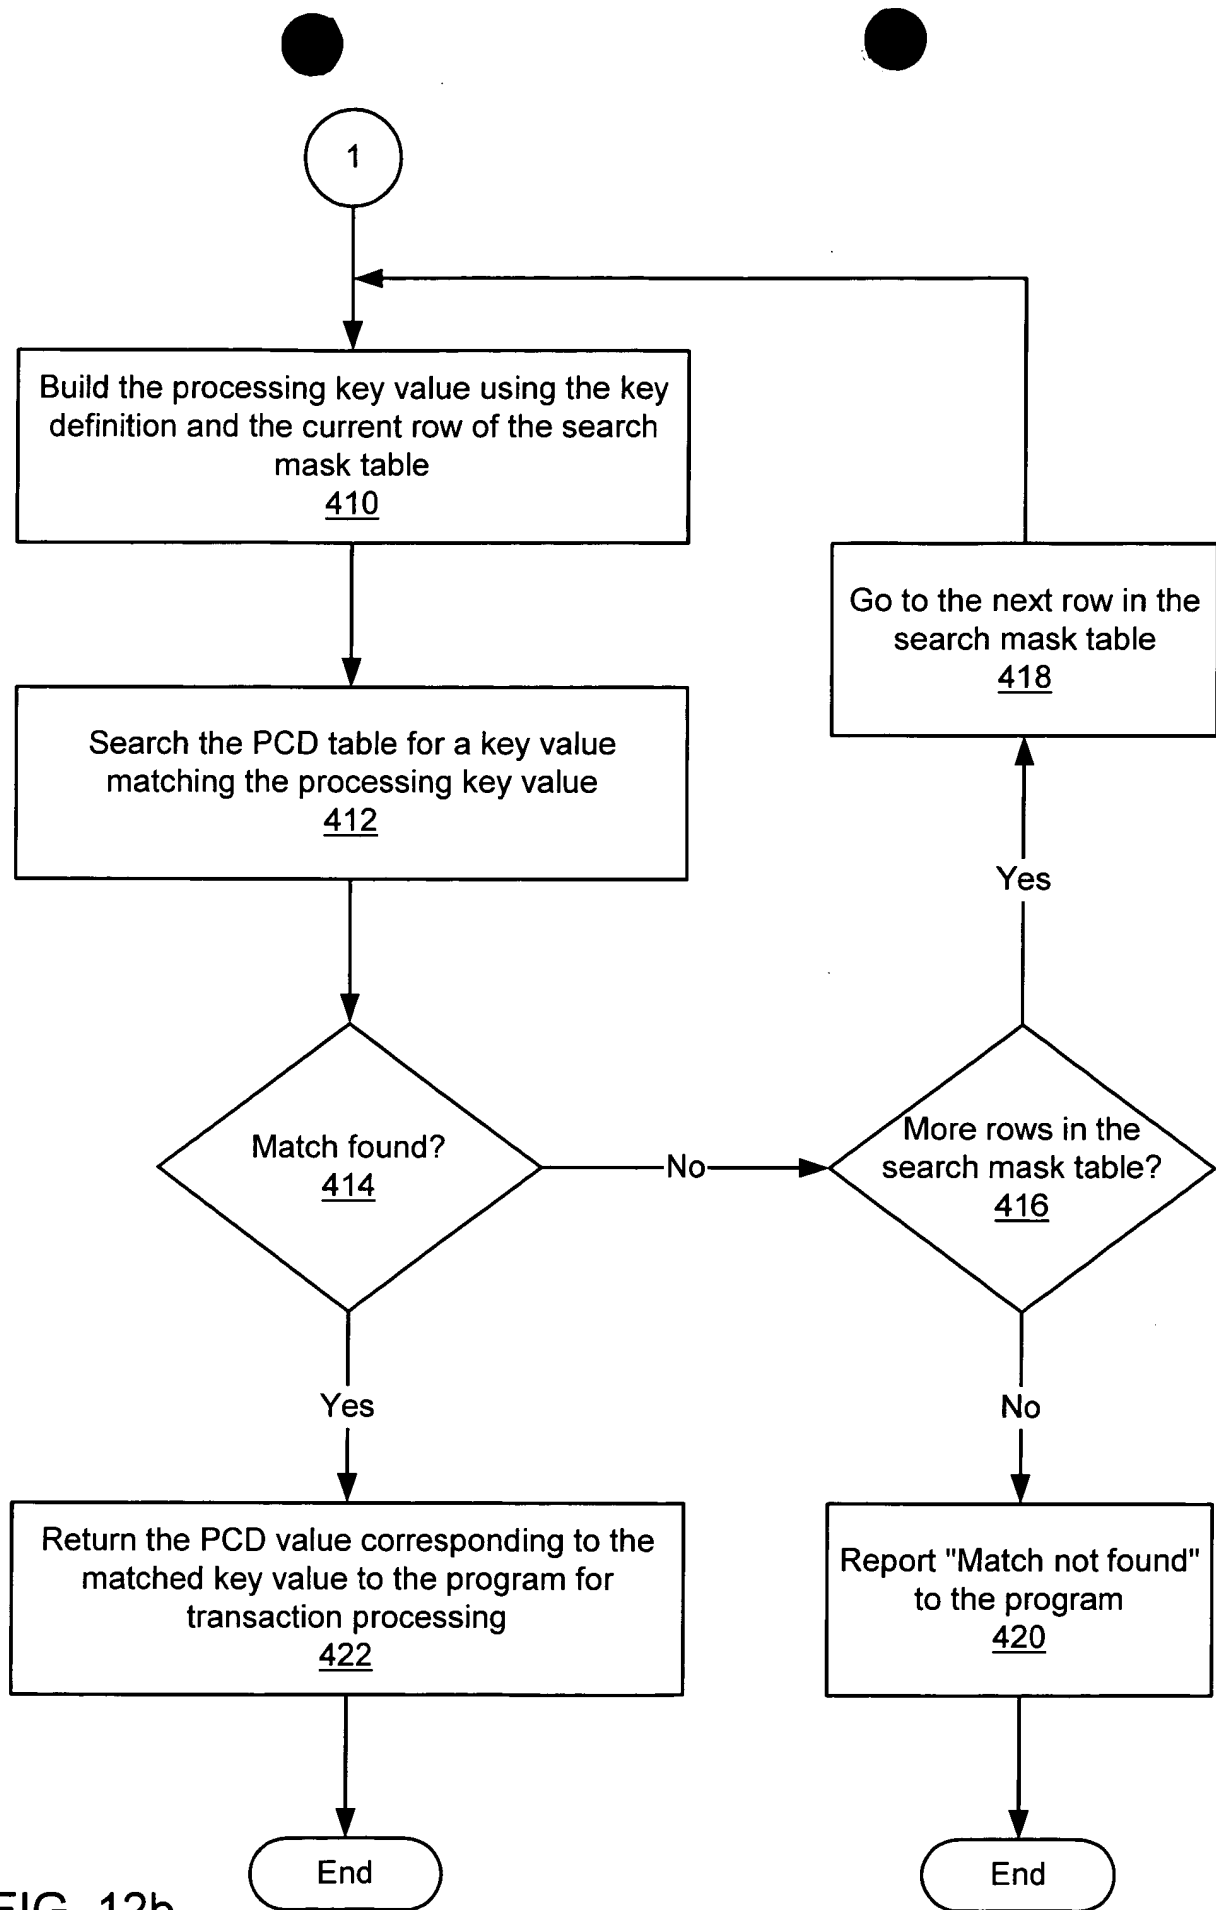 1
Build the processing key value using the key
definition and the current row of the search
mask table
410
Go to the next row in the
search mask table
418
Search the PCD table for a key value
matching the processing key value
412
Yes
Match found?
414
No
More rows in the
search mask table?
416
Yes
No
Return the PCD value corresponding to the
matched key value to the program for
transaction processing
422
Report "Match not found"
to the program
420
End
End
FIG. 12b